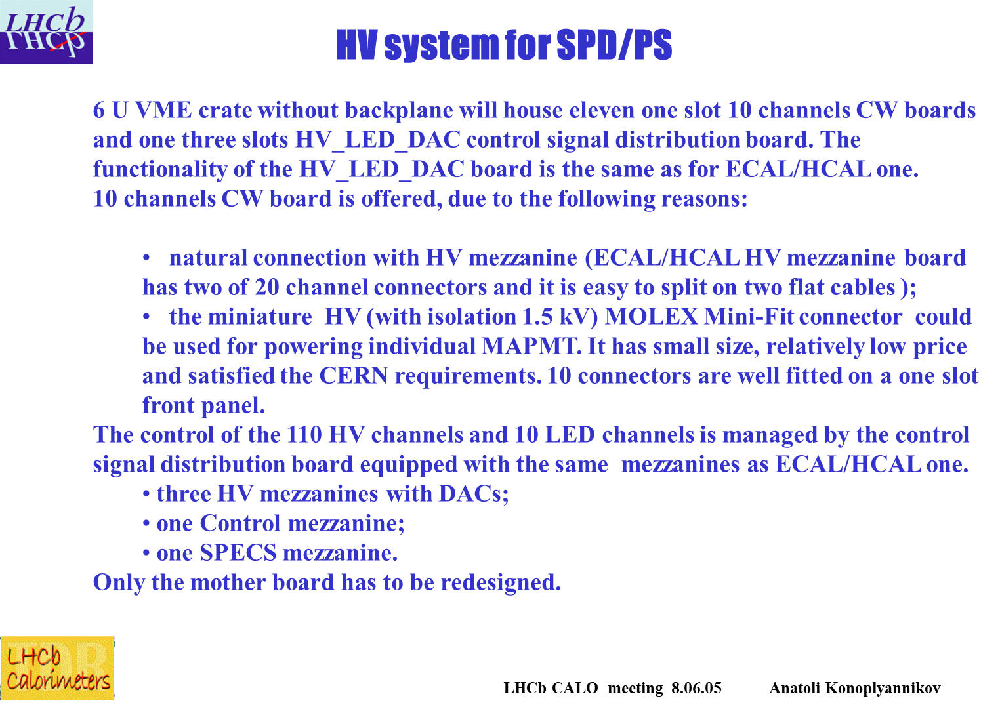 LHCb
LHCb
HV system for SPD/PS
6 U VME crate without backplane will house eleven one slot 10 channels CW boards
and one three slots HV_LED_DAC control signal distribution board. The
functionality of the HV_LED_DAC board is the same as for ECAL/HCAL one.
10 channels CW board is offered, due to the following reasons:
• natural connection with HV mezzanine (ECAL/HCAL HV mezzanine board
has two of 20 channel connectors and it is easy to split on two flat cables );
• the miniature HV (with isolation 1.5 kV) MOLEX Mini-Fit connector could
be used for powering individual MAPMT. It has small size, relatively low price
and satisfied the CERN requirements. 10 connectors are well fitted on a one slot
front panel.
The control of the 110 HV channels and 10 LED channels is managed by the control
signal distribution board equipped with the same mezzanines as ECAL/HCAL one.
• three HV mezzanines with DACs;
• one Control mezzanine;
• one SPECS mezzanine.
Only the mother board has to be redesigned.
TDR
LHCb
Calorimeters
LHCb CALO meeting 8.06.05 Anatoli Konoplyannikov